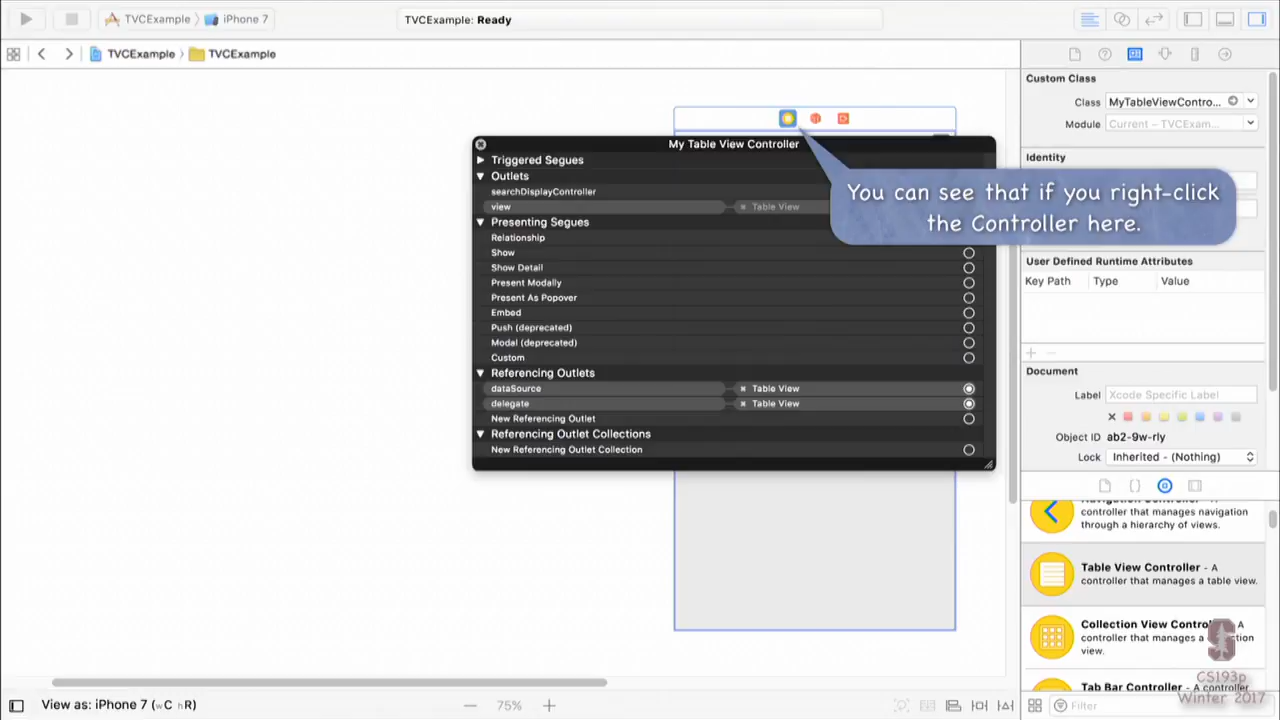 TVCExample
iPhone 7
TVCExample: Ready
TVCExample
TVCExample
My Table View Controller
Triggered Segues
Outlets
searchDisplayController
view
Table View
Presenting Segues
Relationship
Show
Show Detail
Present Modally
Present As Popover
Embed
Push (deprecated)
Modal (deprecated)
Custom
Referencing Outlets
dataSource
Table View
delegate
Table View
New Referencing Outlet
Referencing Outlet Collections
New Referencing Outlet Collection
You can see that if you right-click
the Controller here.
Custom Class
Class MyTableViewContro...
Module Current – TVCExam...
Identity
User Defined Runtime Attributes
Key Path Type Value
Document
Label Xcode Specific Label
Object ID ab2-9w-rly
Lock Inherited - (Nothing)
Navigation Controller - A
controller that manages navigation
through a hierarchy of views.
Table View Controller - A
controller that manages a table view.
Collection View Contro
controller that manages a
view.
Tab Bar Controller - A
Filter
View as: iPhone 7 (wC hR)
75%
CS193p
Winter 2017